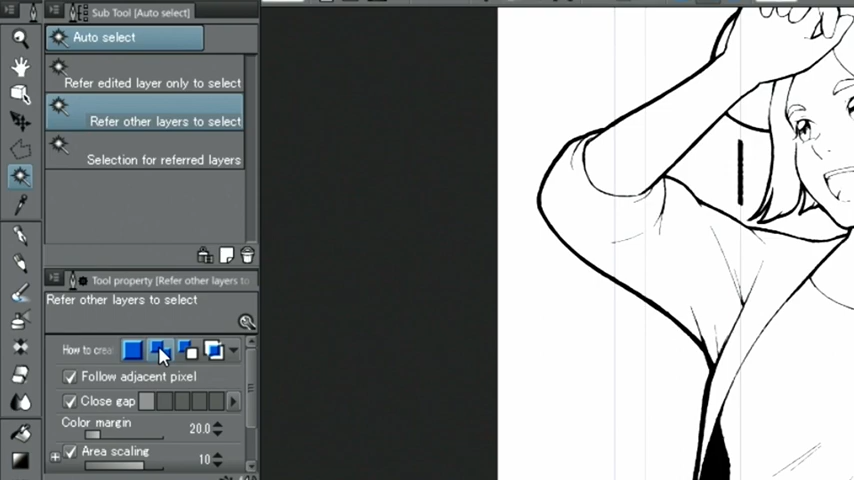 Sub Tool [Auto select]
Auto select
Refer edited layer only to select
Refer other layers to select
Selection for referred layers
Tool property [Refer other layers to
Refer other layers to select
How to crea
Follow adjacent pixel
Close gap
Color margin
20.0
Area scaling
10